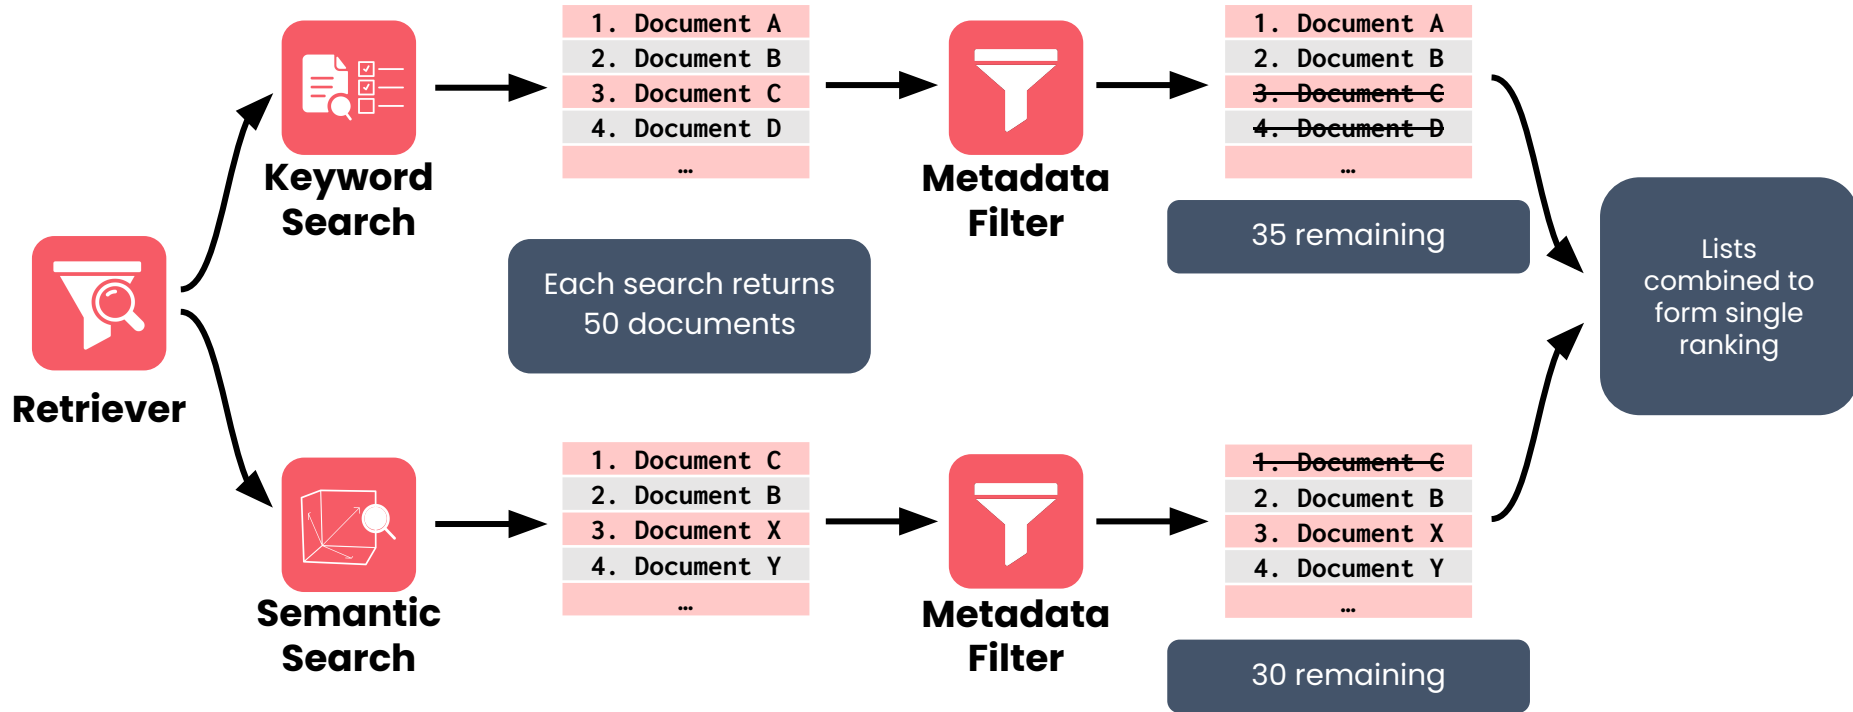 Retriever
Keyword
Search
1. Document A
2. Document B
3. Document C
4. Document D
…
Metadata
Filter
1. Document A
2. Document B
3. Document C
4. Document D
…
35 remaining
Each search returns
50 documents
Semantic
Search
1. Document C
2. Document B
3. Document X
4. Document Y
…
Metadata
Filter
1. Document C
2. Document B
3. Document X
4. Document Y
…
30 remaining
Lists
combined to
form single
ranking